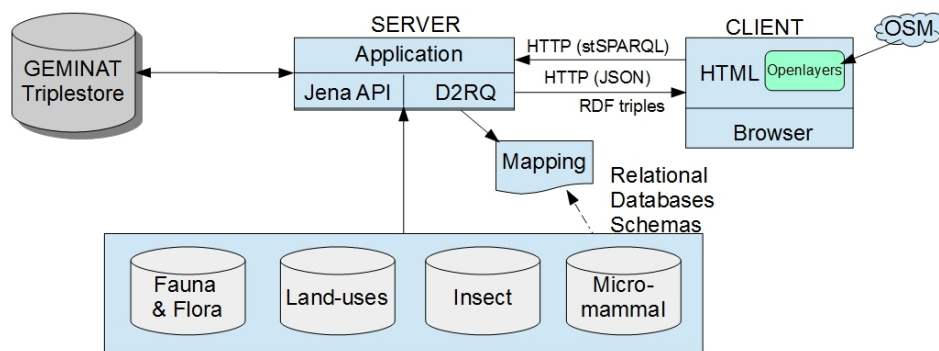 SERVER
CLIENT
OSM
GEMINAT
Triplestore
Application
Jena API
D2RQ
HTTP (stSPARQL)
HTTP (JSON)
RDF triples
HTML
Openlayers
Browser
Mapping
Relational
Databases
Schemas
Fauna
& Flora
Land-uses
Insect
Micro-
mammal